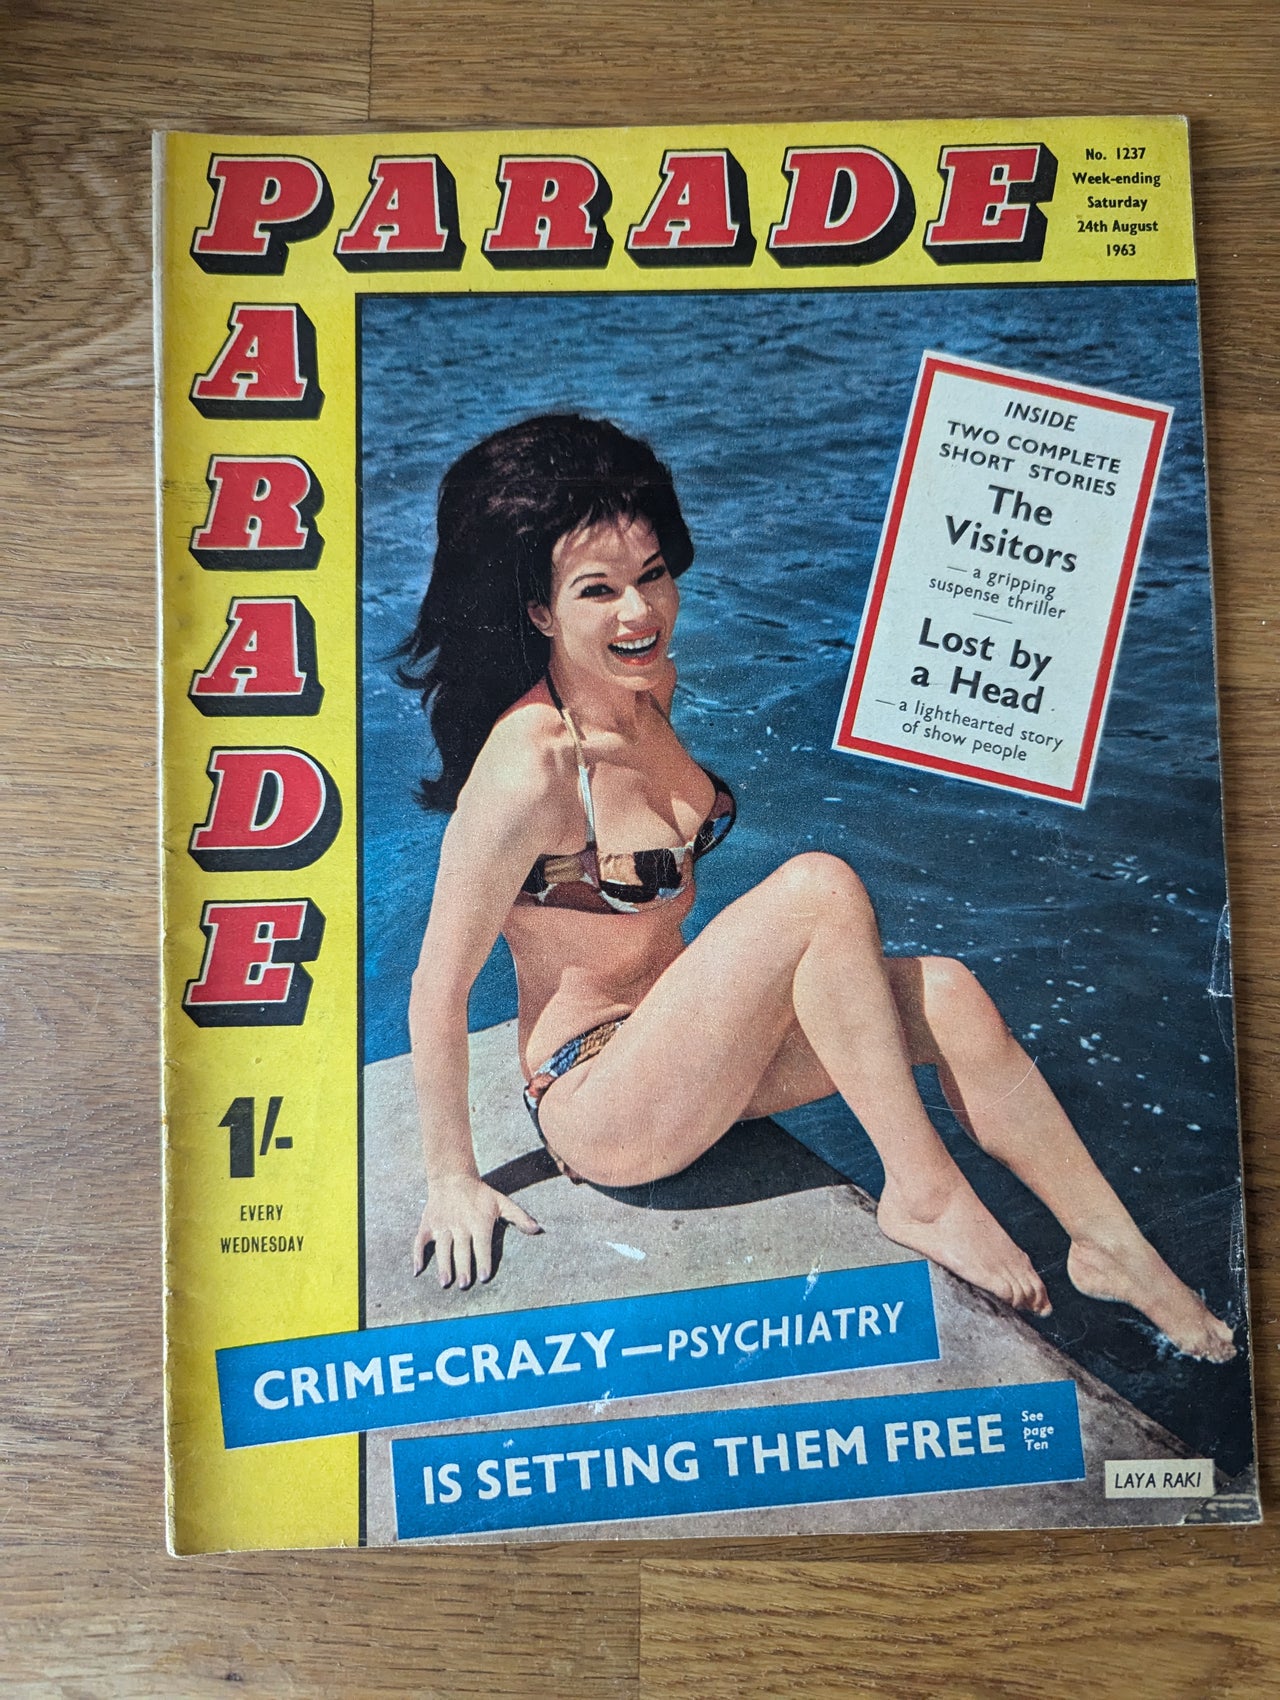 PARADE
No. 1237
Week-ending
Saturday
24th August
1963
ARADE
INSIDE
TWO COMPLETE
SHORT STORIES
The
Visitors
— a gripping
suspense thriller
Lost by
a Head
— a lighthearted story
of show people
1/-
EVERY
WEDNESDAY
CRIME-CRAZY—PSYCHIATRY
IS SETTING THEM FREE
See
page
Ten
LAYA RAKI